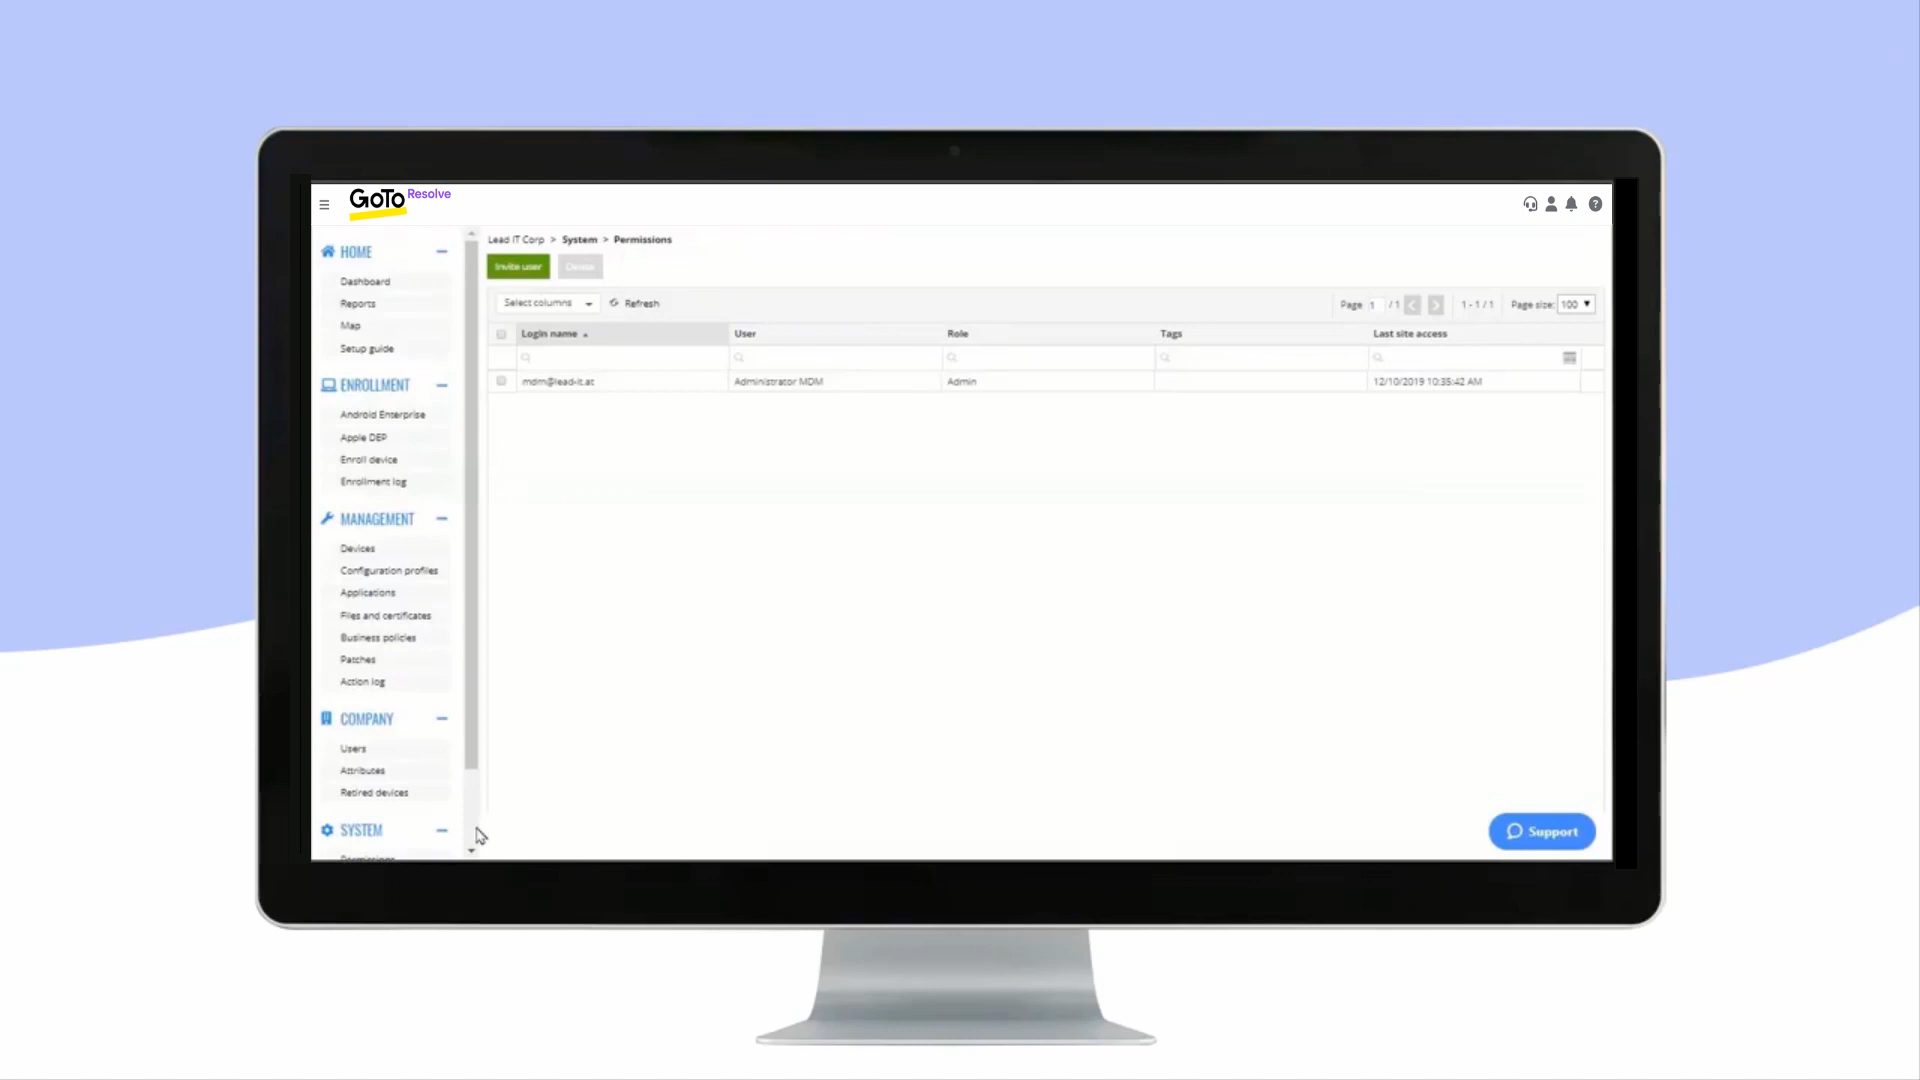 GoTo Resolve
Lead IT Corp > System > Permissions
Invite user Delete
Select columns Refresh Page 1 / 1 1 - 1 / 1 Page size: 100
Login name User Role Tags Last site access
mdm@lead-it.at Administrator MDM Admin 12/10/2019 10:35:42 AM
HOME
Dashboard
Reports
Map
Setup guide
ENROLLMENT
Android Enterprise
Apple DEP
Enroll device
Enrollment log
MANAGEMENT
Devices
Configuration profiles
Applications
Files and certificates
Business policies
Patches
Action log
COMPANY
Users
Attributes
Retired devices
SYSTEM
Permissions
Support